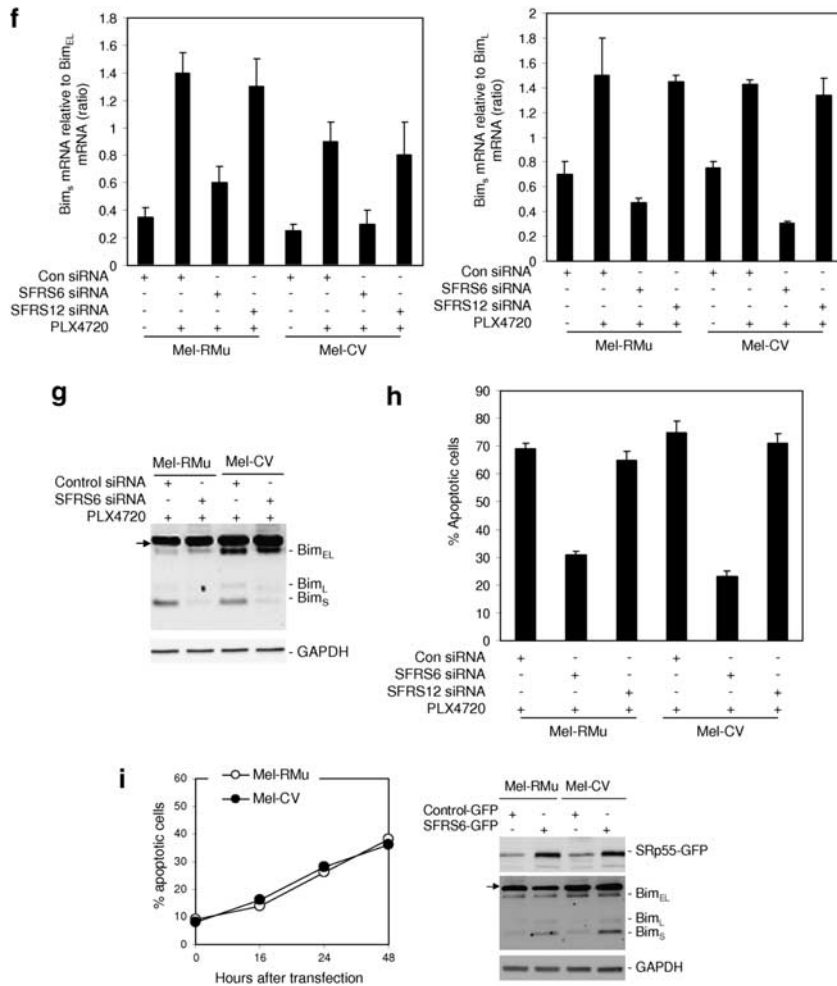 f
Bim_S mRNA relative to Bim_EL
mRNA (ratio)
1.8
1.6
1.4
1.2
1
0.8
0.6
0.4
0.2
0
Con siRNA + + - - + + - -
SFRS6 siRNA - - + - - - + -
SFRS12 siRNA - - - + - - - +
PLX4720 - + + + - + + +
Mel-RMu Mel-CV
Bim_S mRNA relative to Bim_L
mRNA (ratio)
2
1.8
1.6
1.4
1.2
1
0.8
0.6
0.4
0.2
0
Con siRNA + + - - + + - -
SFRS6 siRNA - - + - - - + -
SFRS12 siRNA - - - + - - - +
PLX4720 - + + + - + + +
Mel-RMu Mel-CV
g
Mel-RMu Mel-CV
Control siRNA + - + -
SFRS6 siRNA - + - +
PLX4720 + + + +
- Bim_EL
- Bim_L
- Bim_S
- GAPDH
h
% Apoptotic cells
90
80
70
60
50
40
30
20
10
0
Con siRNA + - - + - -
SFRS6 siRNA - + - - + -
SFRS12 siRNA - - + - - +
PLX4720 + + + + + +
Mel-RMu Mel-CV
i
Mel-RMu
Mel-CV
% apoptotic cells
60
50
40
30
20
10
0
0 16 24 48
Hours after transfection
Mel-RMu Mel-CV
Control-GFP + - + -
SFRS6-GFP - + - +
- SRp55-GFP
- Bim_EL
- Bim_L
- Bim_S
- GAPDH